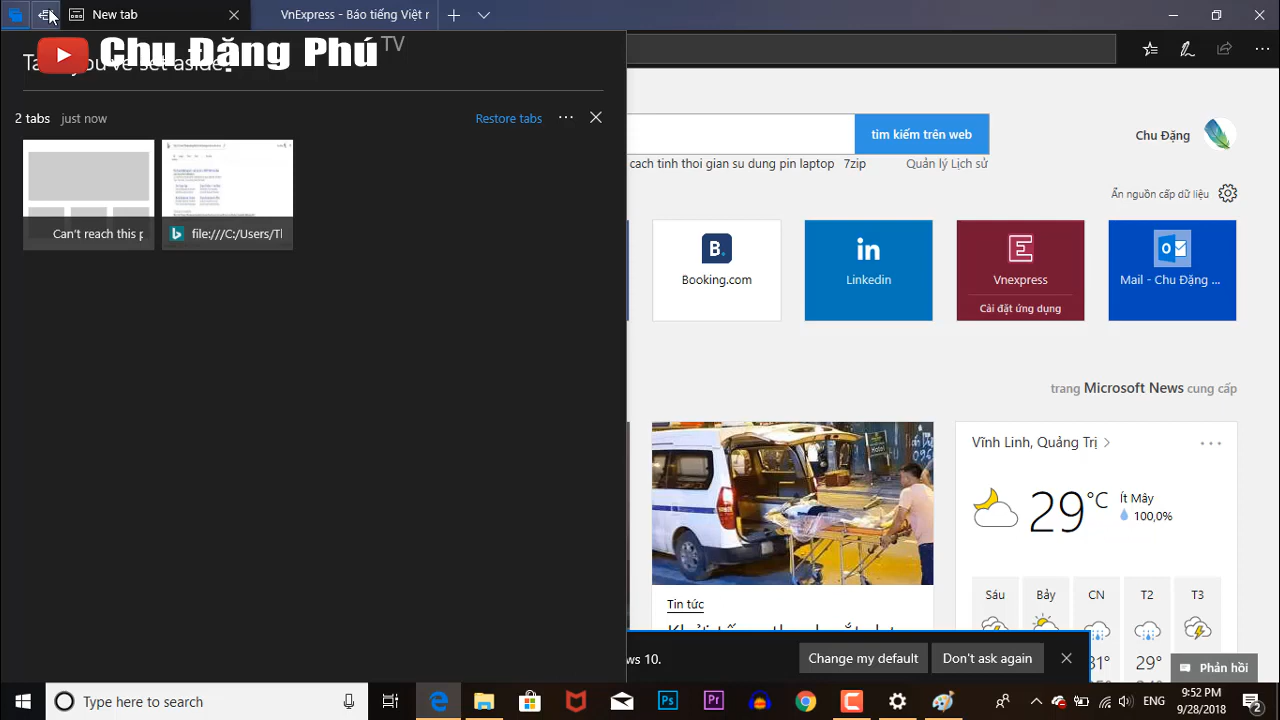 New tab
VnExpress - Báo tiếng Việt r
Chu Đặng Phú TV
2 tabs just now
Restore tabs
Can't reach this p
file:///C:/Users/Tl
tìm kiếm trên web
Chu Đặng
cach tinh thoi gian su dung pin laptop 7zip Quản lý Lịch sử
Ẩn nguồn cấp dữ liệu
B.
Booking.com
in
Linkedin
E
Vnexpress
Cài đặt ứng dụng
Mail - Chu Đặng ...
trang Microsoft News cung cấp
Vĩnh Linh, Quảng Trị
29°C
Ít Mây
100,0%
Sáu Bảy CN T2 T3
Tin tức
31° 29°
ws 10.
Change my default
Don't ask again
Phản hồi
Type here to search
Ps
Pr
ENG
9:52 PM
9/28/2018
2